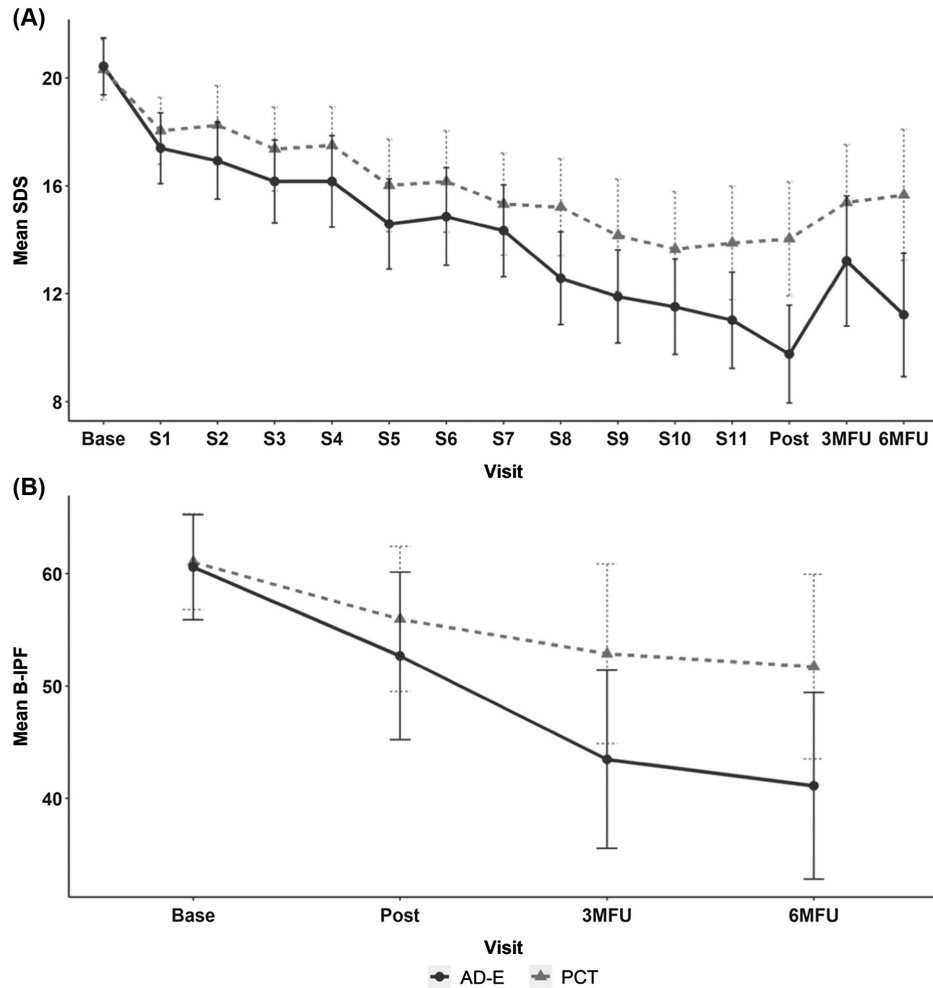 (A)
Mean SDS
20
16
12
8
Base S1 S2 S3 S4 S5 S6 S7 S8 S9 S10 S11 Post 3MFU 6MFU
Visit
(B)
Mean B-IPF
60
50
40
Base Post 3MFU 6MFU
Visit
AD-E PCT